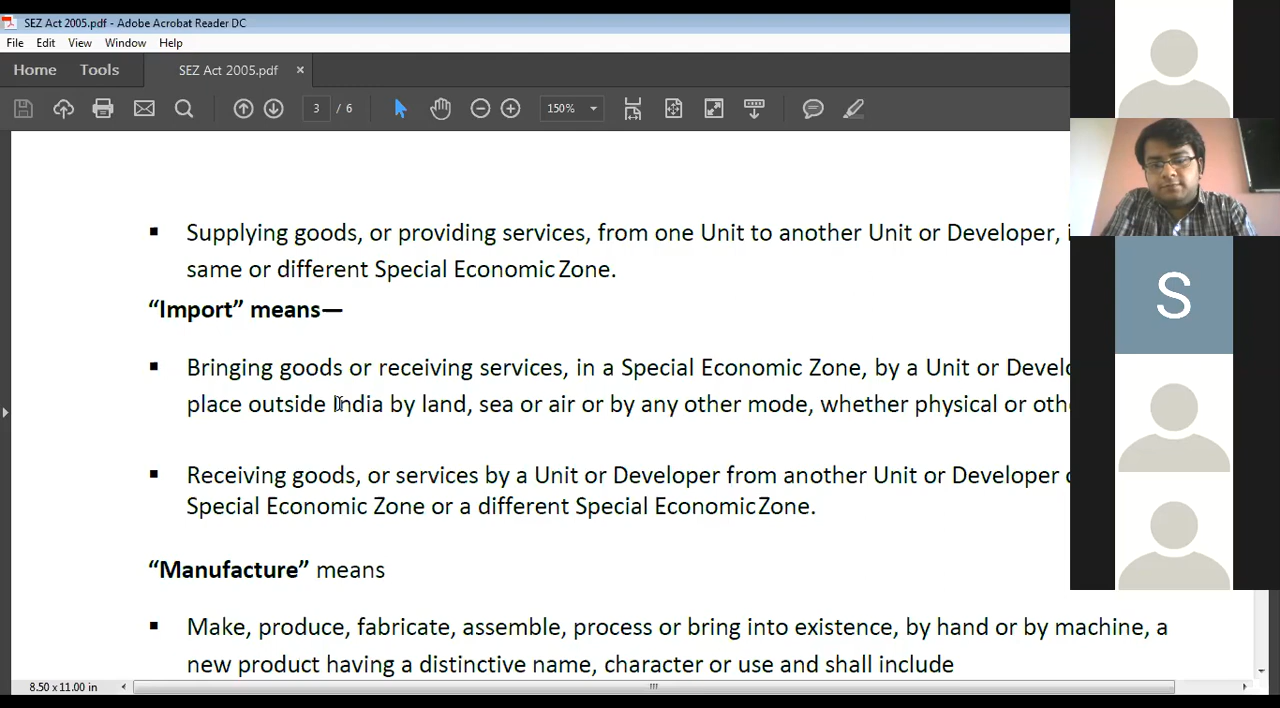 SEZ Act 2005.pdf - Adobe Acrobat Reader DC
File Edit View Window Help
Home Tools SEZ Act 2005.pdf ×
3 / 6 150%
▪ Supplying goods, or providing services, from one Unit to another Unit or Developer,
same or different Special Economic Zone.
“Import” means—
▪ Bringing goods or receiving services, in a Special Economic Zone, by a Unit or
place outside India by land, sea or air or by any other mode, whether physical or
▪ Receiving goods, or services by a Unit or Developer from another Unit or Developer
Special Economic Zone or a different Special Economic Zone.
“Manufacture” means
▪ Make, produce, fabricate, assemble, process or bring into existence, by hand or by machine, a
new product having a distinctive name, character or use and shall include
8.50 x 11.00 in
S